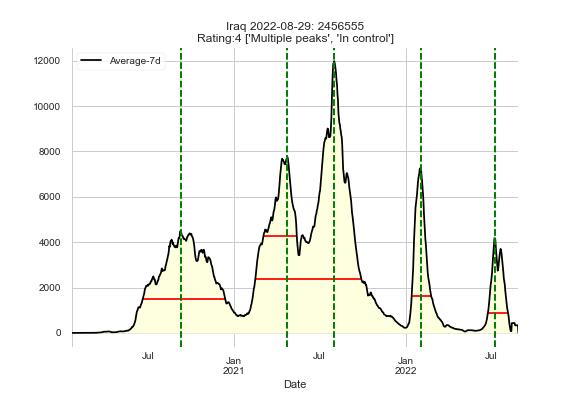 Iraq 2022-08-29: 2456555
Rating:4 ['Multiple peaks', 'In control']
Average-7d
12000
10000
8000
6000
4000
2000
0
Jul
Jan
2021
Jul
Jan
2022
Jul
Date